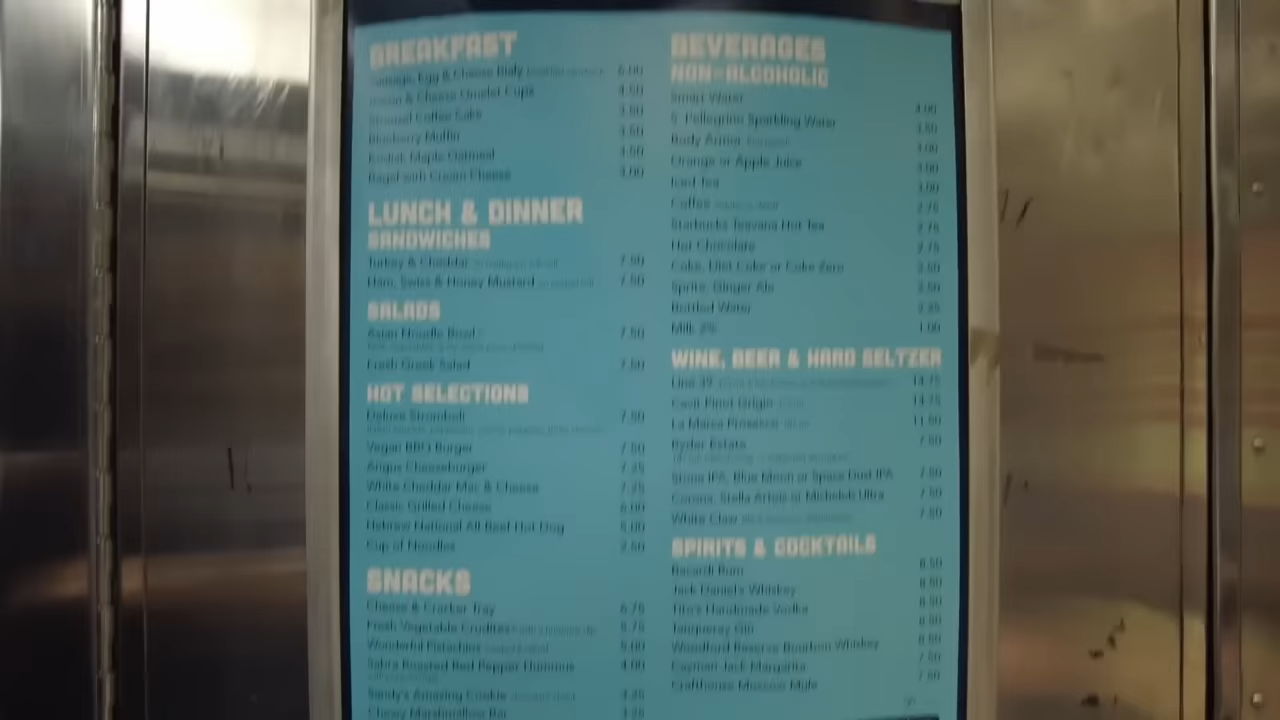 BREAKFAST
Sausage, Egg & Cheese Bialy 6.00
Bacon & Cheese Omelet Cups 4.50
Streusel Coffee Cake 3.50
Blueberry Muffin 3.50
Kodiak Maple Oatmeal 3.50
Bagel with Cream Cheese 3.00
LUNCH & DINNER
SANDWICHES
Turkey & Cheddar 7.50
Ham, Swiss & Honey Mustard 7.50
SALADS
Asian Noodle Bowl 7.50
Fresh Greek Salad 7.50
HOT SELECTIONS
Deluxe Stromboli 7.50
Vegan BBQ Burger 7.50
Angus Cheeseburger 7.25
White Cheddar Mac & Cheese 7.25
Classic Grilled Cheese 6.00
Hebrew National All Beef Hot Dog 5.00
Cup of Noodles 2.50
SNACKS
Cheese & Cracker Tray 6.75
Fresh Vegetable Crudites 5.75
Wonderful Pistachios 5.00
Sabra Roasted Red Pepper Hummus 4.00
Sandy's Amazing Cookie
Chewy Marshmallow Bar
BEVERAGES
NON-ALCOHOLIC
Smart Water 4.00
S. Pellegrino Sparkling Water 3.50
Body Armor 3.00
Orange or Apple Juice 3.00
Iced Tea 3.00
Coffee 2.75
Starbucks Teavana Hot Tea 2.75
Hot Chocolate 2.75
Coke, Diet Coke or Coke Zero 2.50
Sprite, Ginger Ale 2.50
Bottled Water 2.25
Milk 2% 1.00
WINE, BEER & HARD SELTZER
Line 39 14.75
Cavit Pinot Grigio 14.75
La Marca Prosecco 11.50
Ryder Estate 7.50
Stone IPA, Blue Moon or Space Dust IPA 7.50
Corona, Stella Artois or Michelob Ultra 7.50
White Claw 7.50
SPIRITS & COCKTAILS
Bacardi Rum 8.50
Jack Daniel's Whiskey 8.50
Tito's Handmade Vodka 8.50
Tanqueray Gin 8.50
Woodford Reserve Bourbon Whiskey 8.50
Cayman Jack Margarita 7.50
Crafthouse Moscow Mule 7.50